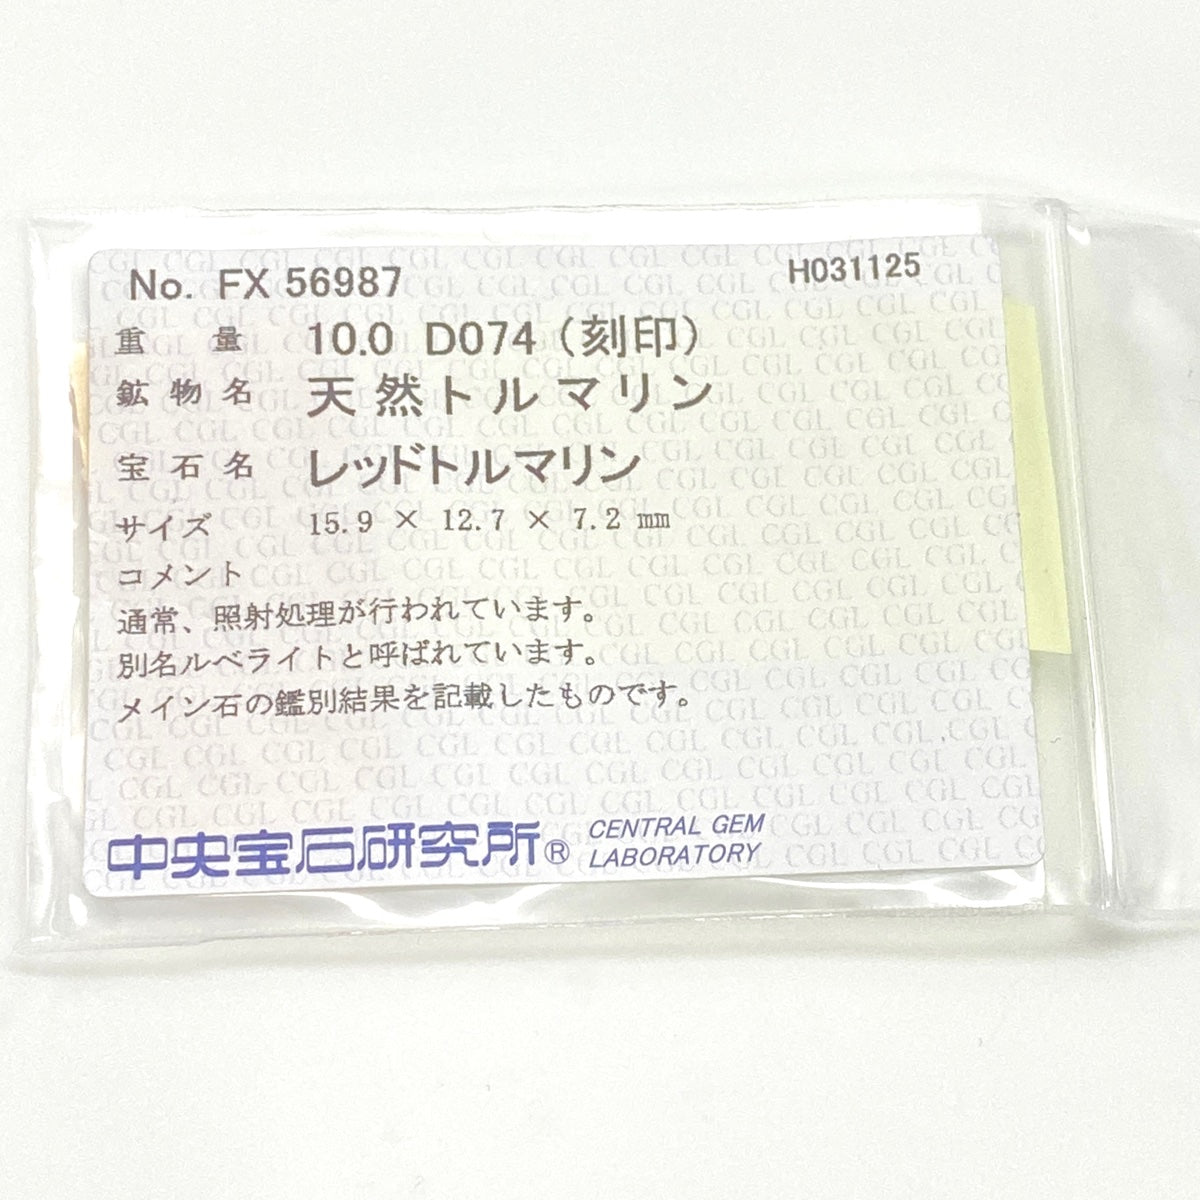 No. FX 56987
H031125
重量 10.0 D074 (刻印)
鉱物名 天然トルマリン
宝石名 レッドトルマリン
サイズ 15.9 × 12.7 × 7.2 mm
コメント
通常、照射処理が行われています。
別名ルベライトと呼ばれています。
メイン石の鑑別結果を記載したものです。
中央宝石研究所® CENTRAL GEM
LABORATORY